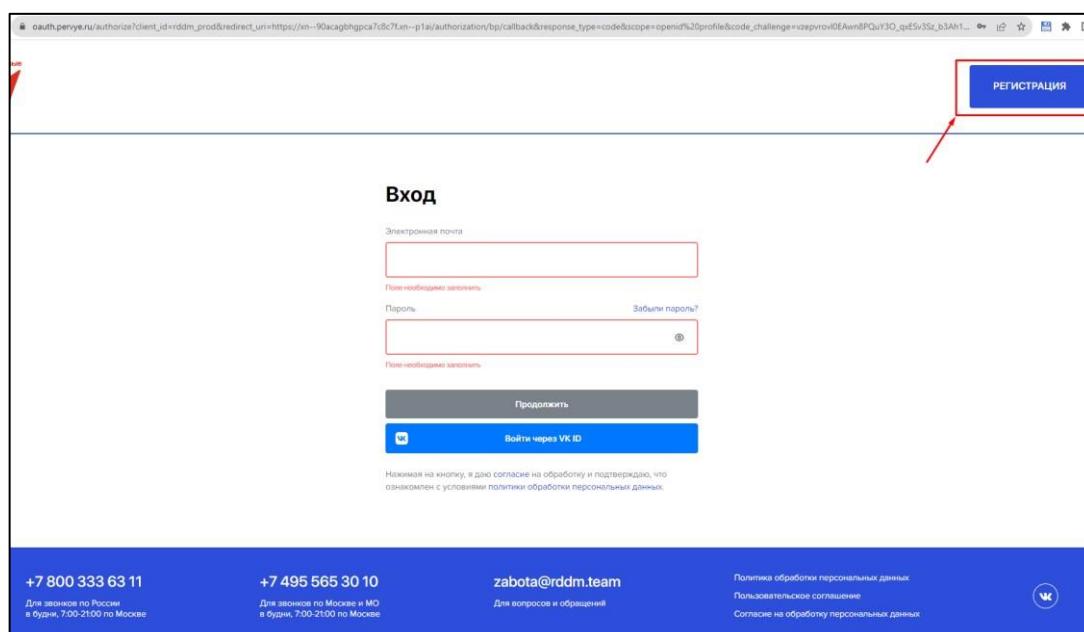 oauth.pervye.ru/authorize?client_id=rddm_prod&redirect_uri=https://xn--90acagbhgpca7c8c7f.xn--p1ai/authorization/bp/callback&response_type=code&scope=openid%20profile&code_challenge=
РЕГИСТРАЦИЯ
Вход
Электронная почта
Поле необходимо заполнить
Пароль
Забыли пароль?
Поле необходимо заполнить
Продолжить
Войти через VK ID
Нажимая на кнопку, я даю согласие на обработку и подтверждаю, что
ознакомлен с условиями политики обработки персональных данных.
+7 800 333 63 11
Для звонков по России
в будни, 7:00-21:00 по Москве
+7 495 565 30 10
Для звонков по Москве и МО
в будни, 7:00-21:00 по Москве
zabota@rddm.team
Для вопросов и обращений
Политика обработки персональных данных
Пользовательское соглашение
Согласие на обработку персональных данных